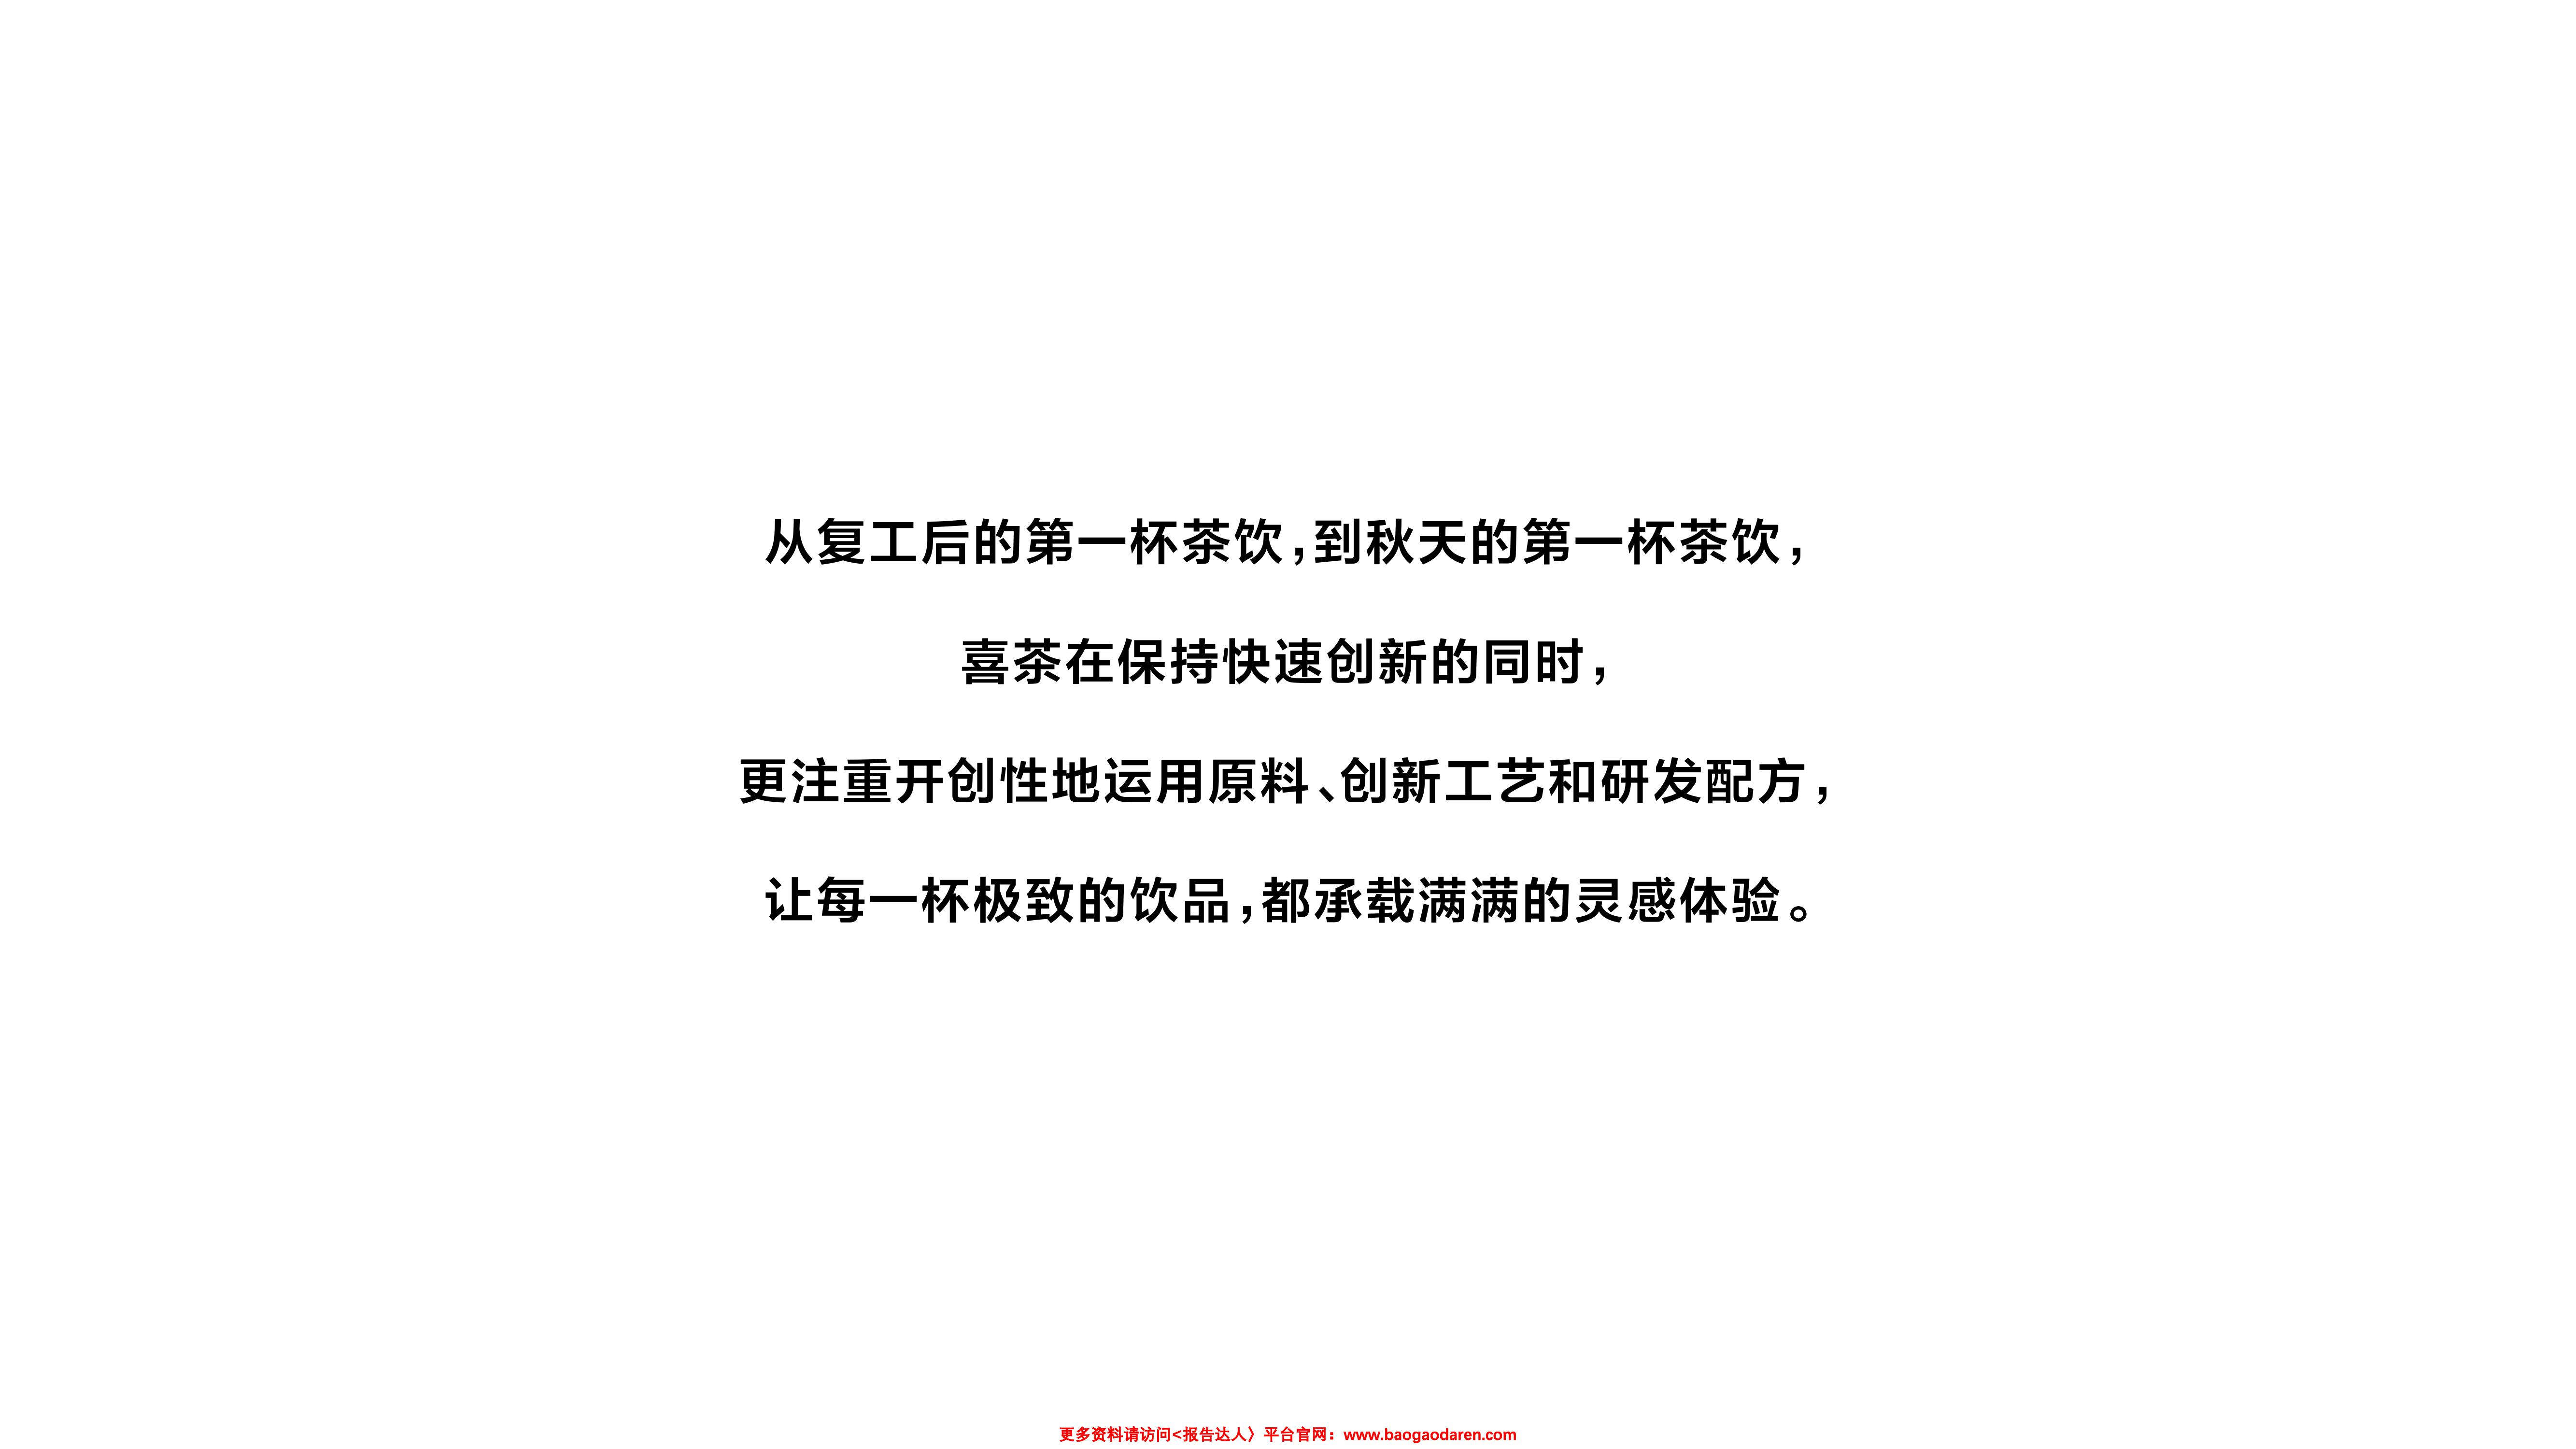 从复工后的第一杯茶饮，到秋天的第一杯茶饮，
喜茶在保持快速创新的同时，
更注重开创性地运用原料、创新工艺和研发配方，
让每一杯极致的饮品，都承载满满的灵感体验。
更多资料请访问<报告达人〉平台官网：www.baogaodaren.com